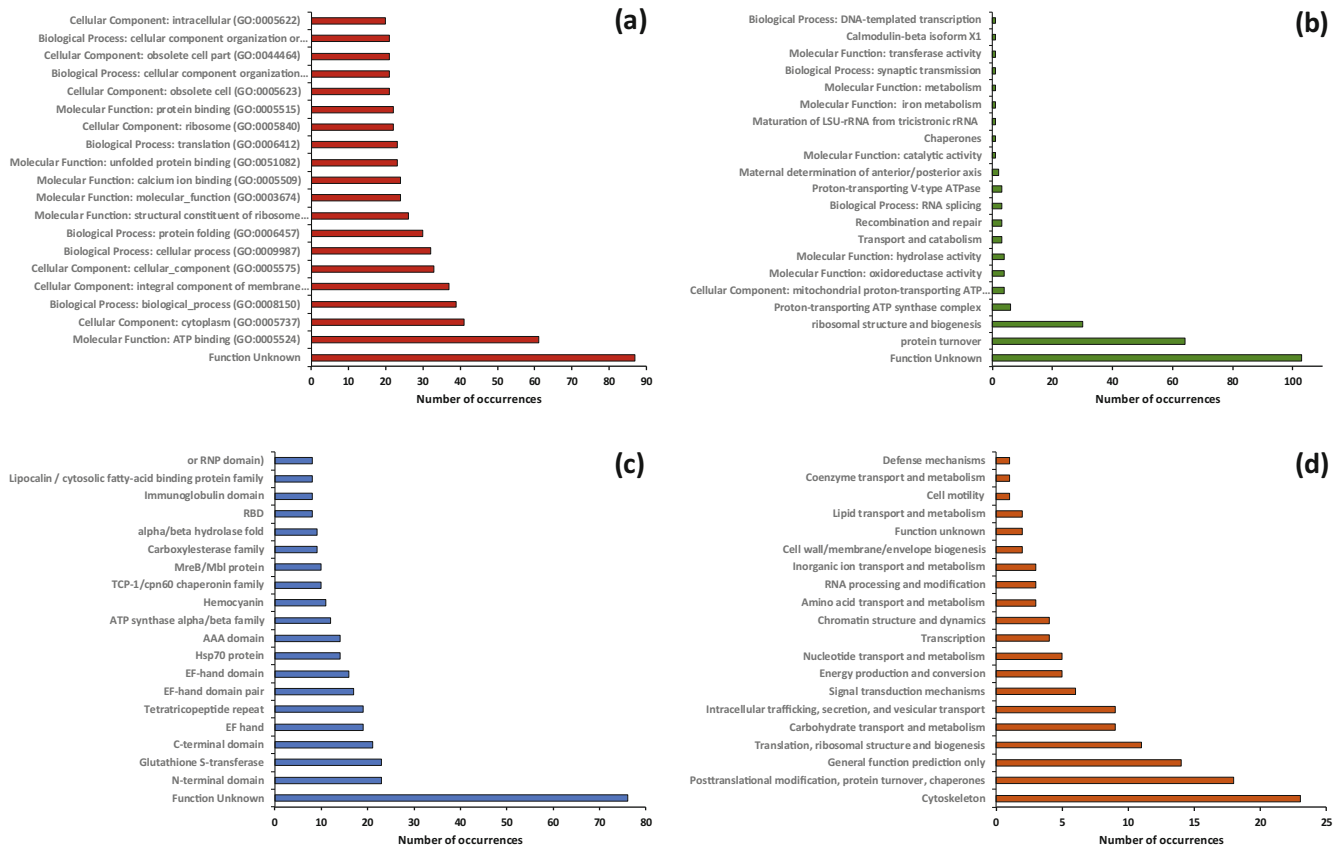 (a)
Cellular Component: intracellular (GO:0005622)
Biological Process: cellular component organization or...
Cellular Component: obsolete cell part (GO:0044464)
Biological Process: cellular component organization...
Cellular Component: obsolete cell (GO:0005623)
Molecular Function: protein binding (GO:0005515)
Cellular Component: ribosome (GO:0005840)
Biological Process: translation (GO:0006412)
Molecular Function: unfolded protein binding (GO:0051082)
Molecular Function: calcium ion binding (GO:0005509)
Molecular Function: molecular_function (GO:0003674)
Molecular Function: structural constituent of ribosome...
Biological Process: protein folding (GO:0006457)
Biological Process: cellular process (GO:0009987)
Cellular Component: cellular_component (GO:0005575)
Cellular Component: integral component of membrane...
Biological Process: biological_process (GO:0008150)
Cellular Component: cytoplasm (GO:0005737)
Molecular Function: ATP binding (GO:0005524)
Function Unknown
0 10 20 30 40 50 60 70 80 90
Number of occurrences
(b)
Biological Process: DNA-templated transcription
Calmodulin-beta isoform X1
Molecular Function: transferase activity
Biological Process: synaptic transmission
Molecular Function: metabolism
Molecular Function: iron metabolism
Maturation of LSU-rRNA from tricistronic rRNA
Chaperones
Molecular Function: catalytic activity
Maternal determination of anterior/posterior axis
Proton-transporting V-type ATPase
Biological Process: RNA splicing
Recombination and repair
Transport and catabolism
Molecular Function: hydrolase activity
Molecular Function: oxidoreductase activity
Cellular Component: mitochondrial proton-transporting ATP...
Proton-transporting ATP synthase complex
ribosomal structure and biogenesis
protein turnover
Function Unknown
0 20 40 60 80 100
Number of occurrences
(c)
or RNP domain)
Lipocalin / cytosolic fatty-acid binding protein family
Immunoglobulin domain
RBD
alpha/beta hydrolase fold
Carboxylesterase family
MreB/Mbl protein
TCP-1/cpn60 chaperonin family
Hemocyanin
ATP synthase alpha/beta family
AAA domain
Hsp70 protein
EF-hand domain
EF-hand domain pair
Tetratricopeptide repeat
EF hand
C-terminal domain
Glutathione S-transferase
N-terminal domain
Function Unknown
0 10 20 30 40 50 60 70 80
Number of occurrences
(d)
Defense mechanisms
Coenzyme transport and metabolism
Cell motility
Lipid transport and metabolism
Function unknown
Cell wall/membrane/envelope biogenesis
Inorganic ion transport and metabolism
RNA processing and modification
Amino acid transport and metabolism
Chromatin structure and dynamics
Transcription
Nucleotide transport and metabolism
Energy production and conversion
Signal transduction mechanisms
Intracellular trafficking, secretion, and vesicular transport
Carbohydrate transport and metabolism
Translation, ribosomal structure and biogenesis
General function prediction only
Posttranslational modification, protein turnover, chaperones
Cytoskeleton
0 5 10 15 20 25
Number of occurrences